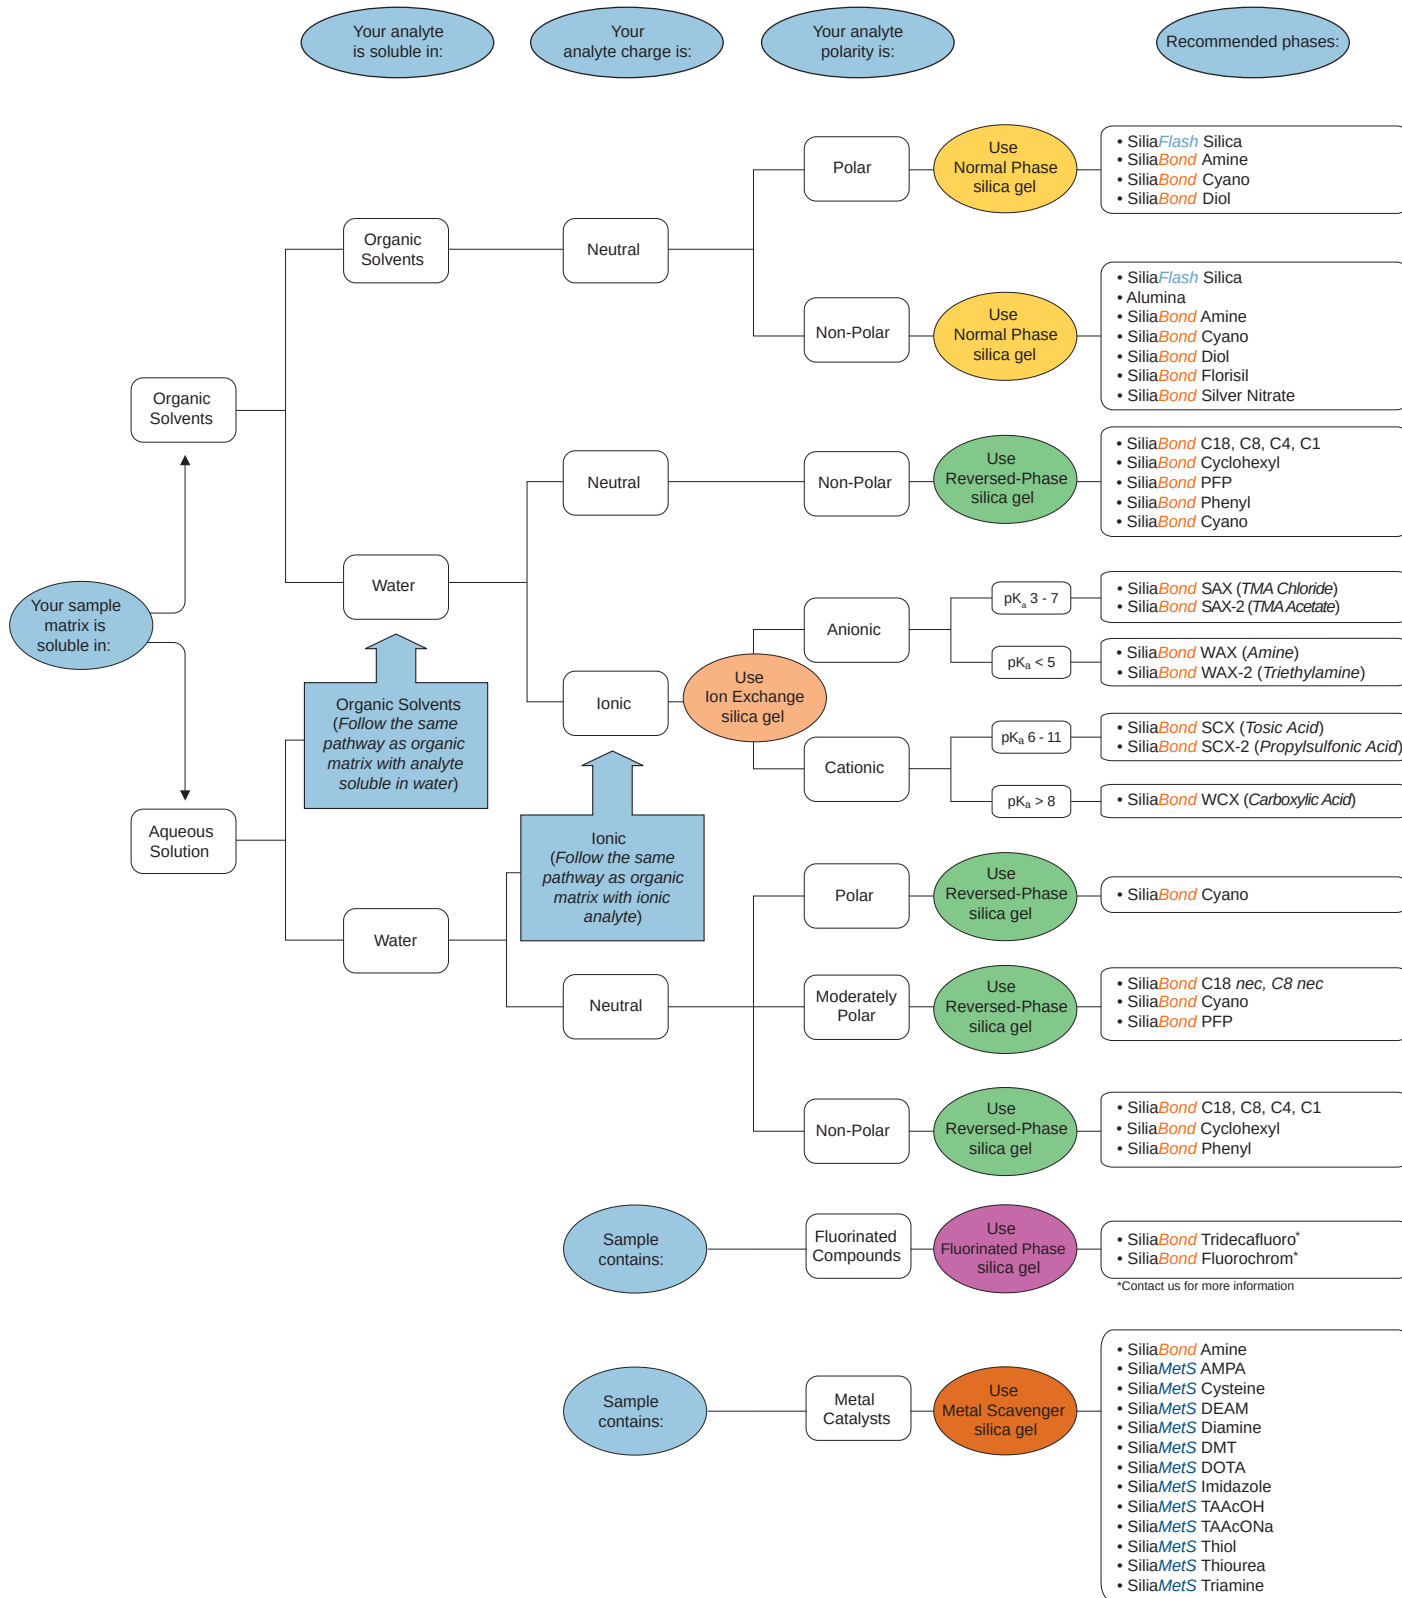 Your analyte
is soluble in:
Your
analyte charge is:
Your analyte
polarity is:
Recommended phases:
Polar
Use
Normal Phase
silica gel
• SiliaFlash Silica
• SiliaBond Amine
• SiliaBond Cyano
• SiliaBond Diol
Organic
Solvents
Neutral
Non-Polar
Use
Normal Phase
silica gel
• SiliaFlash Silica
• Alumina
• SiliaBond Amine
• SiliaBond Cyano
• SiliaBond Diol
• SiliaBond Florisil
• SiliaBond Silver Nitrate
Organic
Solvents
Neutral
Non-Polar
Use
Reversed-Phase
silica gel
• SiliaBond C18, C8, C4, C1
• SiliaBond Cyclohexyl
• SiliaBond PFP
• SiliaBond Phenyl
• SiliaBond Cyano
Water
Your sample
matrix is
soluble in:
Anionic
pKa 3 - 7
• SiliaBond SAX (TMA Chloride)
• SiliaBond SAX-2 (TMA Acetate)
pKa < 5
• SiliaBond WAX (Amine)
• SiliaBond WAX-2 (Triethylamine)
Organic Solvents
(Follow the same
pathway as organic
matrix with analyte
soluble in water)
Ionic
Use
Ion Exchange
silica gel
Cationic
pKa 6 - 11
• SiliaBond SCX (Tosic Acid)
• SiliaBond SCX-2 (Propylsulfonic Acid)
pKa > 8
• SiliaBond WCX (Carboxylic Acid)
Aqueous
Solution
Ionic
(Follow the same
pathway as organic
matrix with ionic
analyte)
Polar
Use
Reversed-Phase
silica gel
• SiliaBond Cyano
Water
Neutral
Moderately
Polar
Use
Reversed-Phase
silica gel
• SiliaBond C18 nec, C8 nec
• SiliaBond Cyano
• SiliaBond PFP
Non-Polar
Use
Reversed-Phase
silica gel
• SiliaBond C18, C8, C4, C1
• SiliaBond Cyclohexyl
• SiliaBond Phenyl
Sample
contains:
Fluorinated
Compounds
Use
Fluorinated Phase
silica gel
• SiliaBond Tridecafluoro*
• SiliaBond Fluorochrom*
*Contact us for more information
Sample
contains:
Metal
Catalysts
Use
Metal Scavenger
silica gel
• SiliaBond Amine
• SiliaMetS AMPA
• SiliaMetS Cysteine
• SiliaMetS DEAM
• SiliaMetS Diamine
• SiliaMetS DMT
• SiliaMetS DOTA
• SiliaMetS Imidazole
• SiliaMetS TAAcOH
• SiliaMetS TAAcONa
• SiliaMetS Thiol
• SiliaMetS Thiourea
• SiliaMetS Triamine